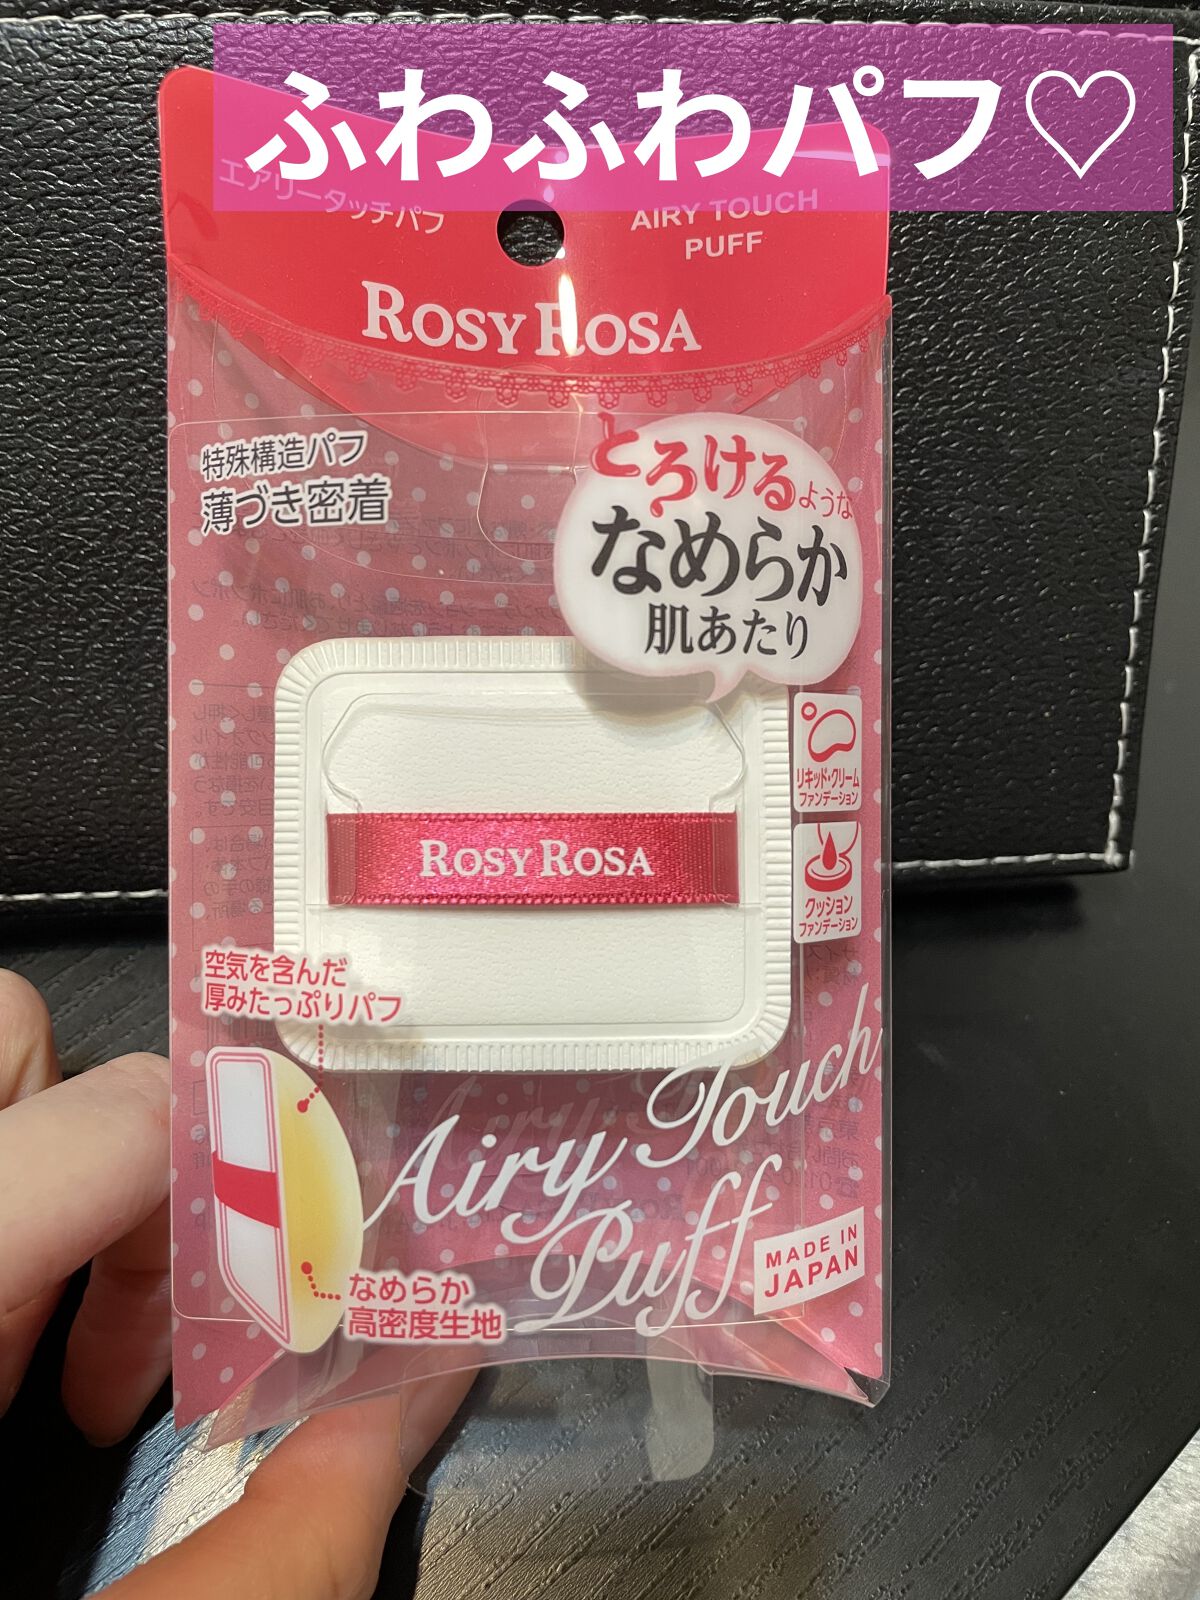 ふわふわパフ♡
エアリータッチパフ
AIRY TOUCH
PUFF
ROSY ROSA
特殊構造パフ
薄づき密着
とろけるような
なめらか
肌あたり
リキッド・クリーム
ファンデーション
ROSY ROSA
クッション
ファンデーション
空気を含んだ
厚みたっぷりパフ
Airy Touch
Puff
なめらか
高密度生地
MADE IN
JAPAN